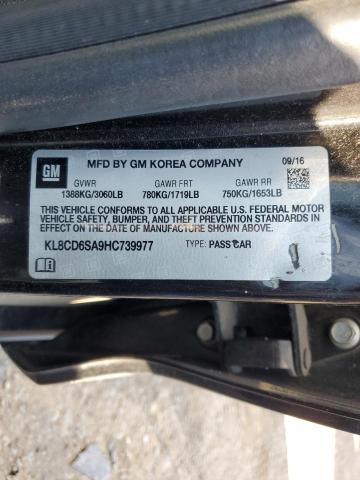 GM
MFD BY GM KOREA COMPANY
09/16
GVWR GAWR FRT GAWR RR
1388KG/3060LB 780KG/1719LB 750KG/1653LB
THIS VEHICLE CONFORMS TO ALL APPLICABLE U.S. FEDERAL MOTOR
VEHICLE SAFETY, BUMPER, AND THEFT PREVENTION STANDARDS
IN EFFECT ON THE DATE OF MANUFACTURE SHOWN ABOVE.
KL8CD6SA9HC739977 TYPE: PASS CAR